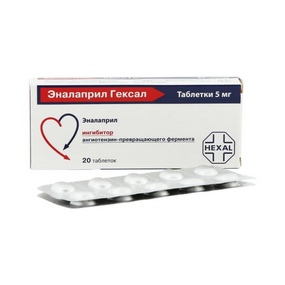 Эналаприл Гексал
Таблетки 5 мг
Эналаприл
ингибитор
ангиотензин-превращающего фермента
20 таблеток
HEXAL